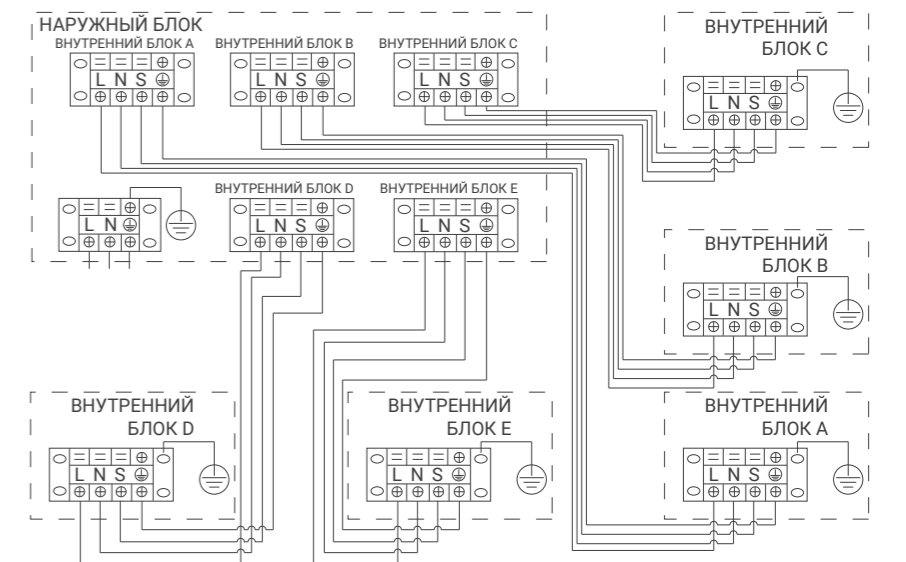 НАРУЖНЫЙ БЛОК
ВНУТРЕННИЙ БЛОК A
ВНУТРЕННИЙ БЛОК B
ВНУТРЕННИЙ БЛОК C
L N S
L N S
L N S
ВНУТРЕННИЙ
БЛОК C
L N S
ВНУТРЕННИЙ БЛОК D
ВНУТРЕННИЙ БЛОК E
L N
L N S
L N S
ВНУТРЕННИЙ
БЛОК B
L N S
ВНУТРЕННИЙ
БЛОК D
L N S
ВНУТРЕННИЙ
БЛОК E
L N S
ВНУТРЕННИЙ
БЛОК A
L N S